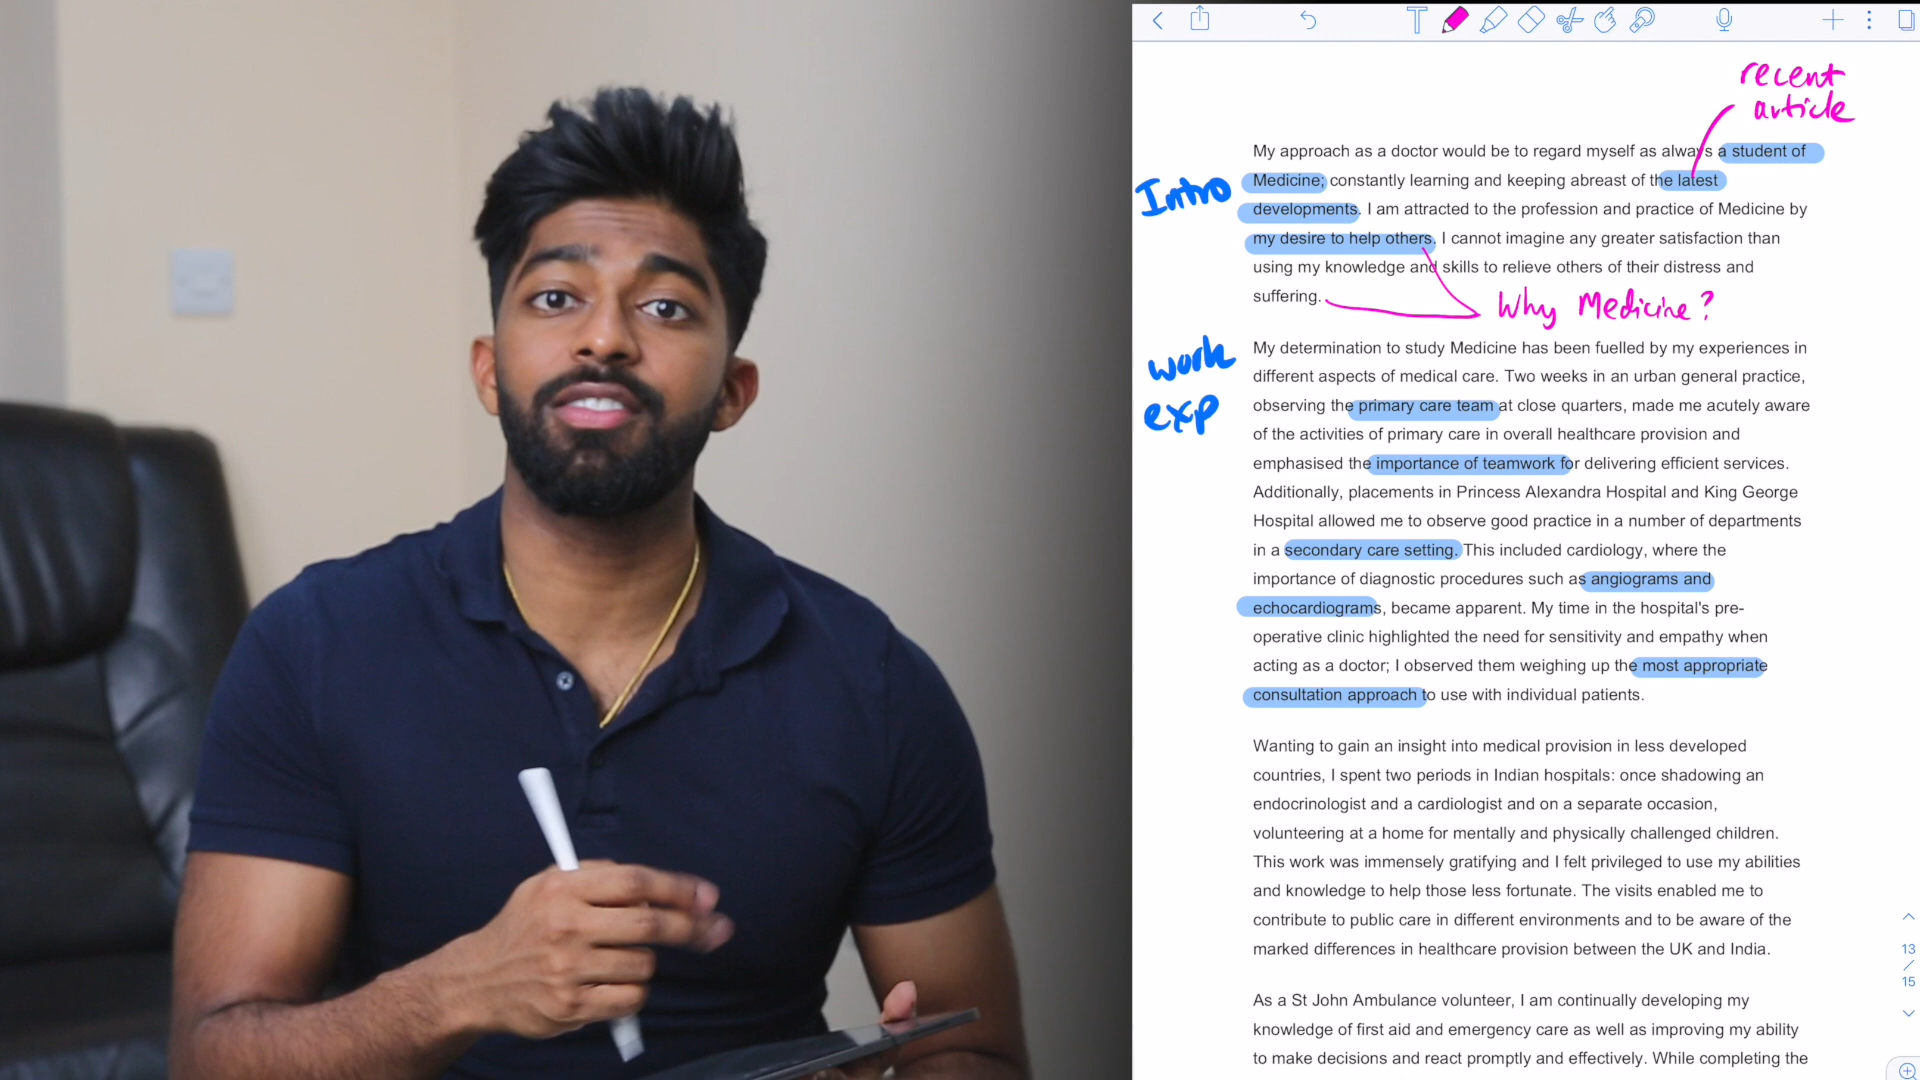 recent
article
My approach as a doctor would be to regard myself as always a student of
Intro
Medicine; constantly learning and keeping abreast of the latest
developments. I am attracted to the profession and practice of Medicine by
my desire to help others. I cannot imagine any greater satisfaction than
using my knowledge and skills to relieve others of their distress and
suffering.
Why Medicine?
work
exp
My determination to study Medicine has been fuelled by my experiences in
different aspects of medical care. Two weeks in an urban general practice,
observing the primary care team at close quarters, made me acutely aware
of the activities of primary care in overall healthcare provision and
emphasised the importance of teamwork for delivering efficient services.
Additionally, placements in Princess Alexandra Hospital and King George
Hospital allowed me to observe good practice in a number of departments
in a secondary care setting. This included cardiology, where the
importance of diagnostic procedures such as angiograms and
echocardiograms, became apparent. My time in the hospital's pre-
operative clinic highlighted the need for sensitivity and empathy when
acting as a doctor; I observed them weighing up the most appropriate
consultation approach to use with individual patients.
Wanting to gain an insight into medical provision in less developed
countries, I spent two periods in Indian hospitals: once shadowing an
endocrinologist and a cardiologist and on a separate occasion,
volunteering at a home for mentally and physically challenged children.
This work was immensely gratifying and I felt privileged to use my abilities
and knowledge to help those less fortunate. The visits enabled me to
contribute to public care in different environments and to be aware of the
marked differences in healthcare provision between the UK and India.
As a St John Ambulance volunteer, I am continually developing my
knowledge of first aid and emergency care as well as improving my ability
to make decisions and react promptly and effectively. While completing the
13
/
15